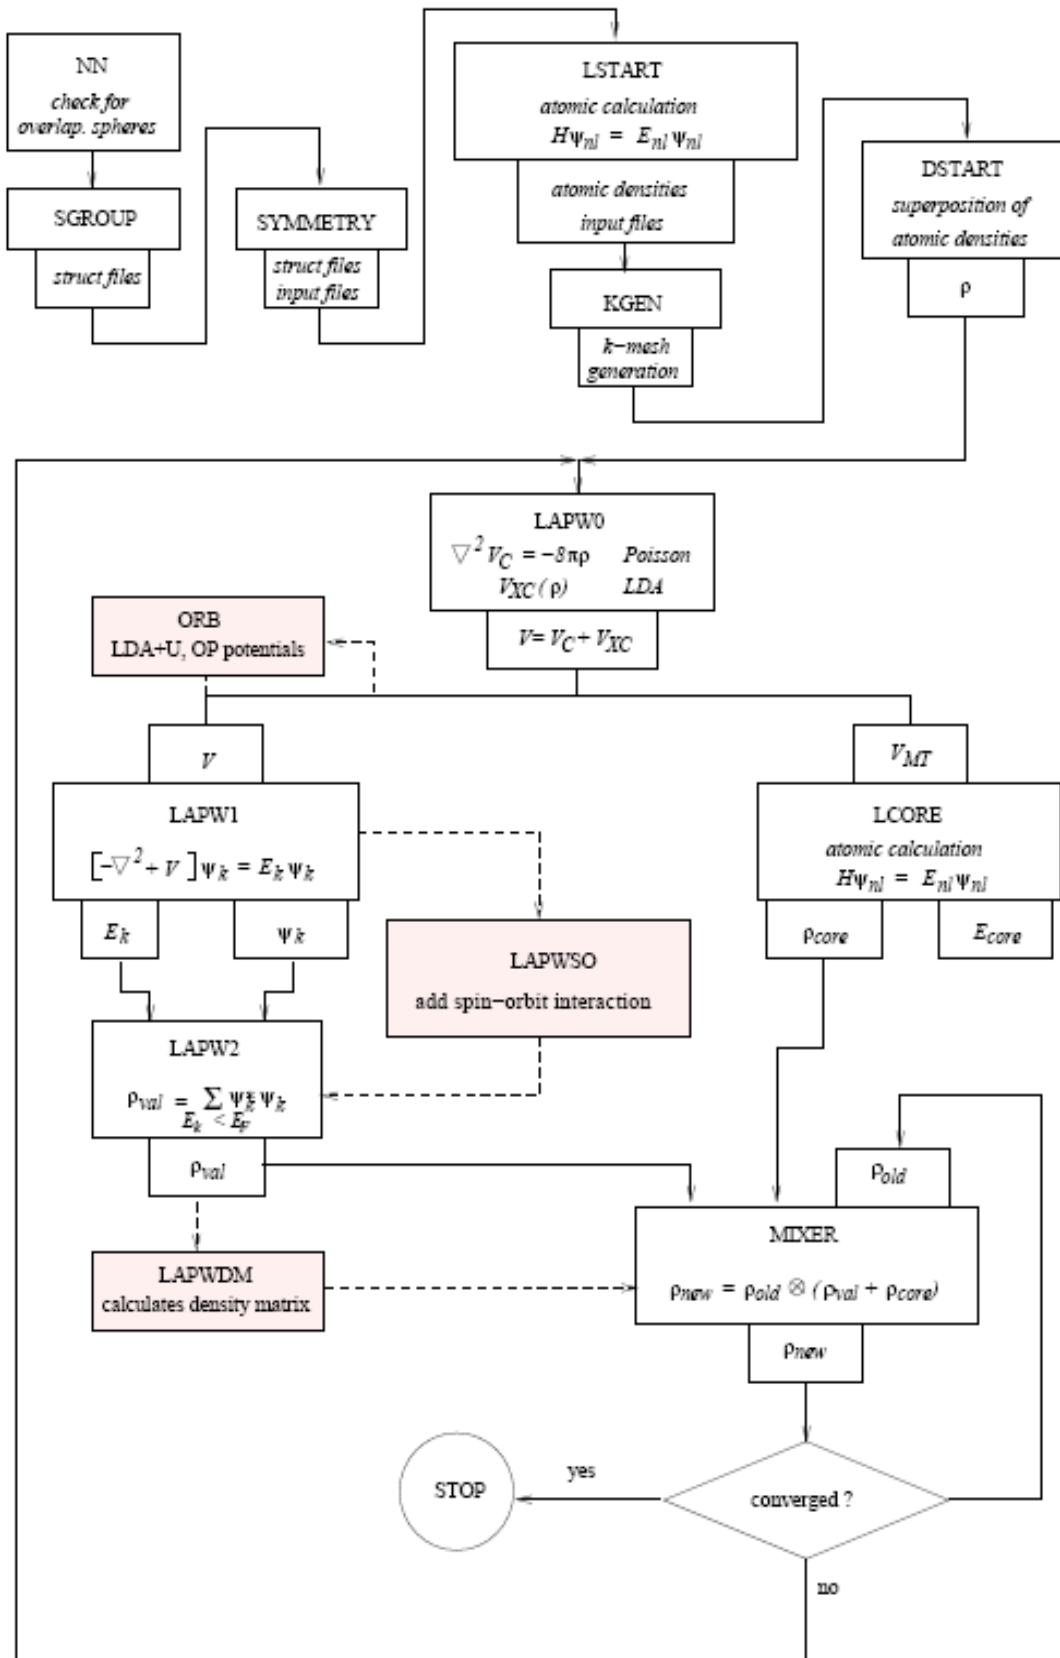 NN
check for
overlap. spheres
SGROUP
struct files
SYMMETRY
struct files
input files
LSTART
atomic calculation
Hψnl = Enl ψnl
atomic densities
input files
KGEN
k−mesh
generation
DSTART
superposition of
atomic densities
ρ
LAPW0
▽² VC = −8πρ Poisson
VXC(ρ) LDA
V= VC + VXC
ORB
LDA+U, OP potentials
V
VMT
LAPW1
[−▽² + V] ψk = Ek ψk
Ek
ψk
LCORE
atomic calculation
Hψnl = Enl ψnl
ρcore
Ecore
LAPWSO
add spin−orbit interaction
LAPW2
ρval = Σ ψ*k ψk
Ek < EF
ρval
ρold
LAPWDM
calculates density matrix
MIXER
ρnew = ρold ⊗ (ρval + ρcore)
ρnew
STOP
yes
converged ?
no